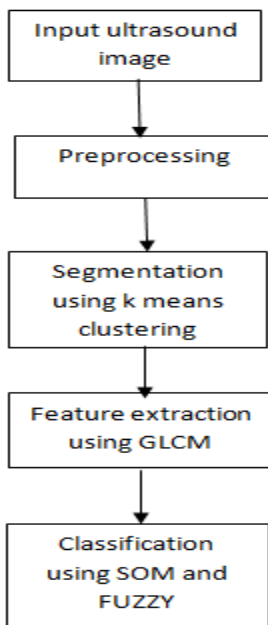 Input ultrasound
image
Preprocessing
Segmentation
using k means
clustering
Feature extraction
using GLCM
Classification
using SOM and
FUZZY